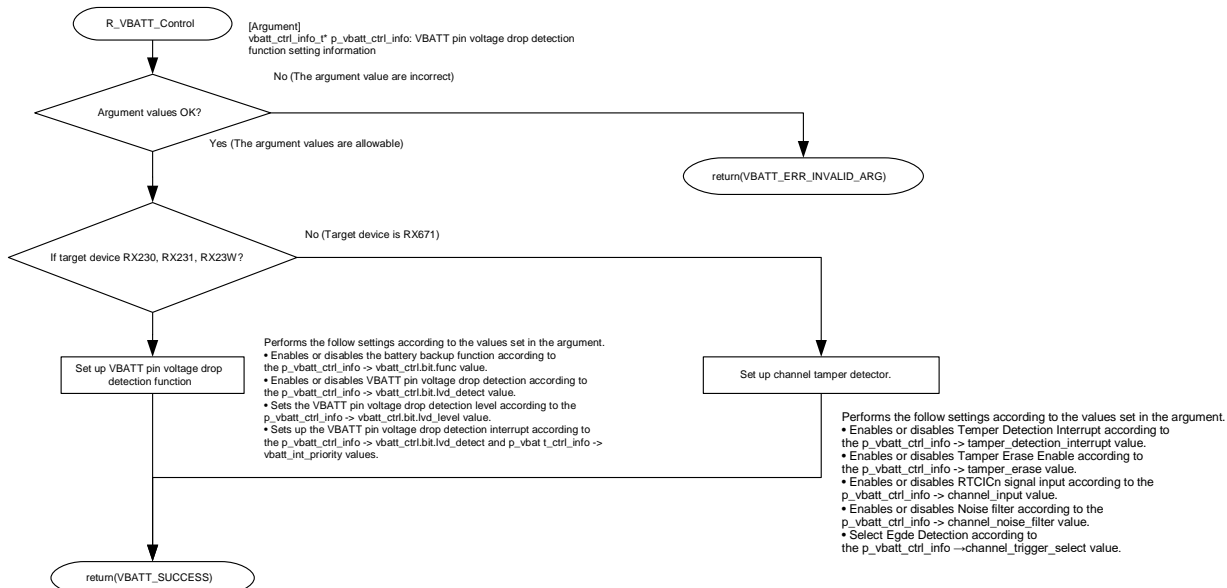 R_VBATT_Control
[Argument]
vbatt_ctrl_info_t* p_vbatt_ctrl_info: VBATT pin voltage drop detection
function setting information
No (The argument value are incorrect)
Argument values OK?
Yes (The argument values are allowable)
return(VBATT_ERR_INVALID_ARG)
No (Target device is RX671)
If target device RX230, RX231, RX23W?
Performs the follow settings according to the values set in the argument.
• Enables or disables the battery backup function according to
the p_vbatt_ctrl_info -> vbatt_ctrl.bit.func value.
• Enables or disables VBATT pin voltage drop detection according to
the p_vbatt_ctrl_info -> vbatt_ctrl.bit.lvd_detect value.
• Sets the VBATT pin voltage drop detection level according to the
p_vbatt_ctrl_info -> vbatt_ctrl.bit.lvd_level value.
• Sets up the VBATT pin voltage drop detection interrupt according to
the p_vbatt_ctrl_info -> vbatt_ctrl.bit.lvd_detect and p_vbat t_ctrl_info ->
vbatt_int_priority values.
Set up VBATT pin voltage drop
detection function
Set up channel tamper detector.
Performs the follow settings according to the values set in the argument.
• Enables or disables Temper Detection Interrupt according to
the p_vbatt_ctrl_info -> tamper_detection_interrupt value.
• Enables or disables Tamper Erase Enable according to
the p_vbatt_ctrl_info -> tamper_erase value.
• Enables or disables RTCICn signal input according to the
p_vbatt_ctrl_info -> channel_input value.
• Enables or disables Noise filter according to the
p_vbatt_ctrl_info -> channel_noise_filter value.
• Select Egde Detection according to
the p_vbatt_ctrl_info →channel_trigger_select value.
return(VBATT_SUCCESS)